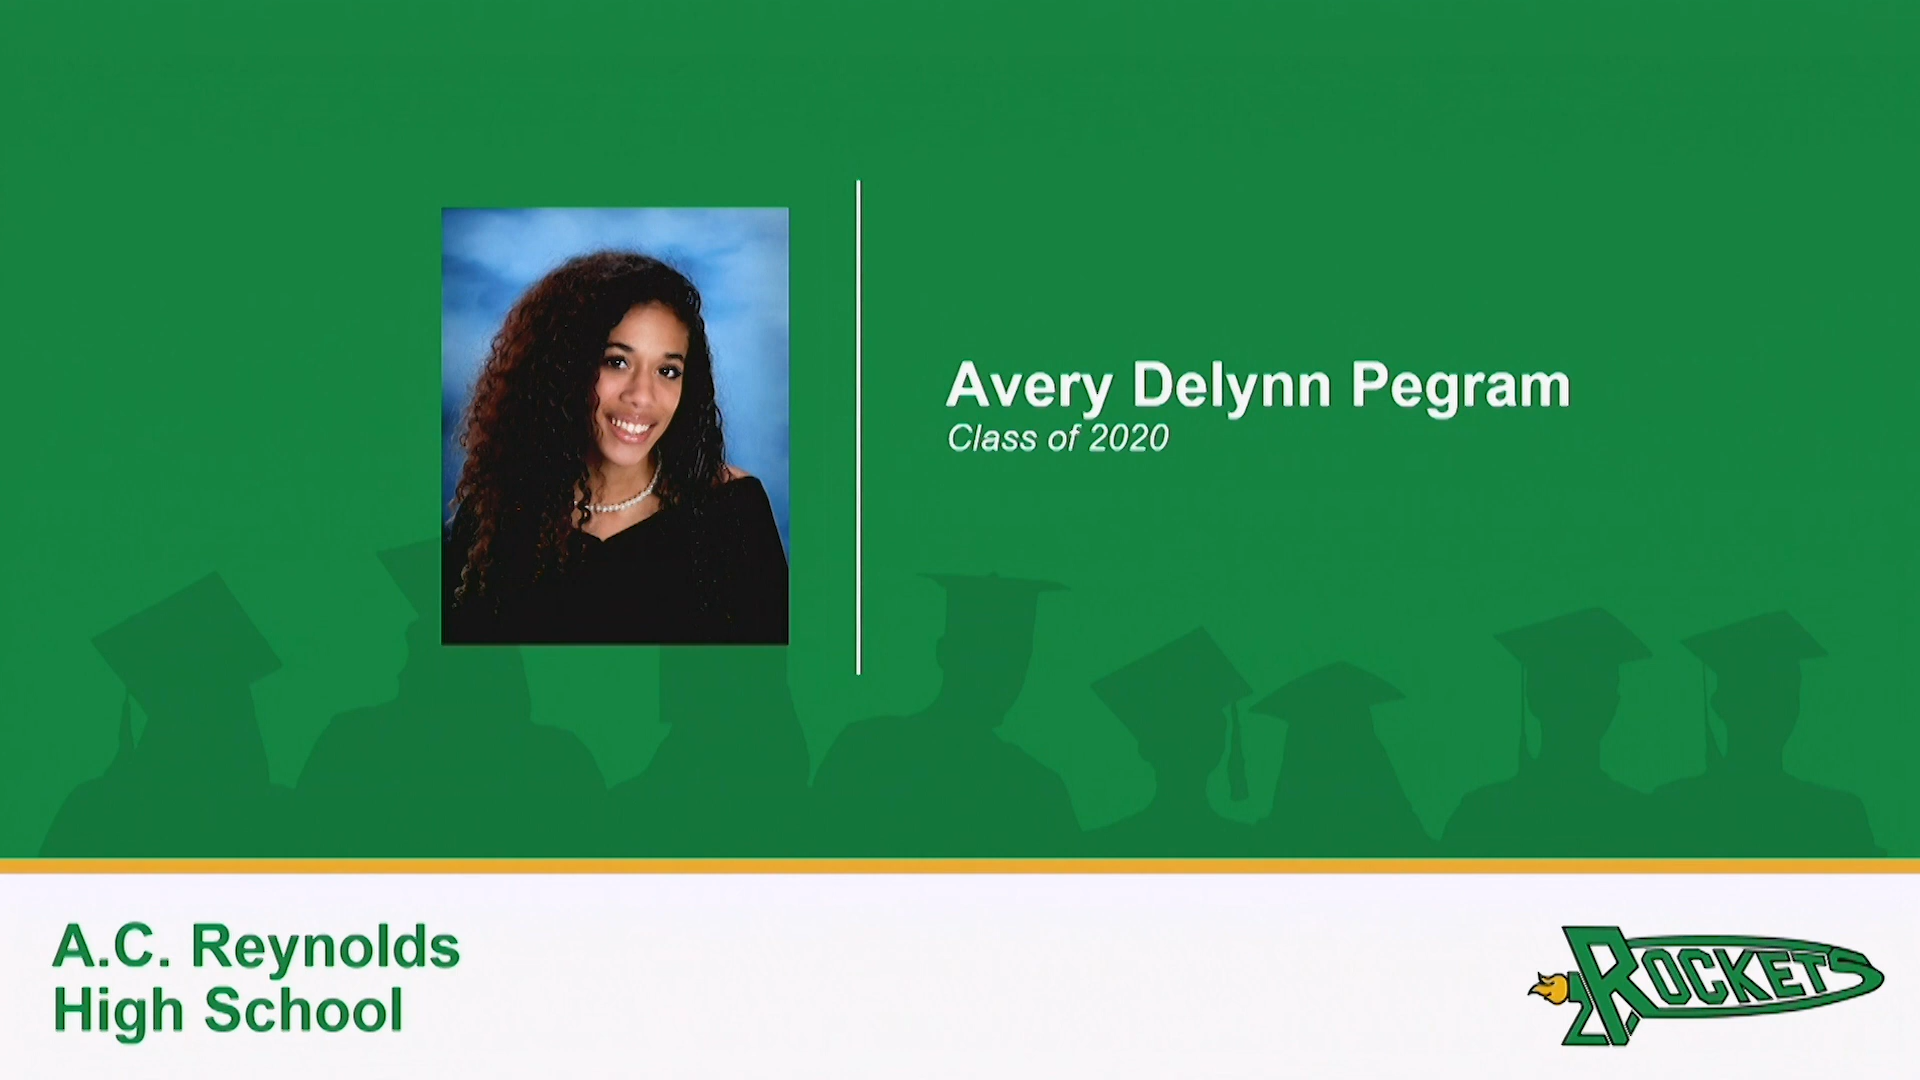 Avery Delynn Pegram
Class of 2020
A.C. Reynolds
High School
ROCKETS